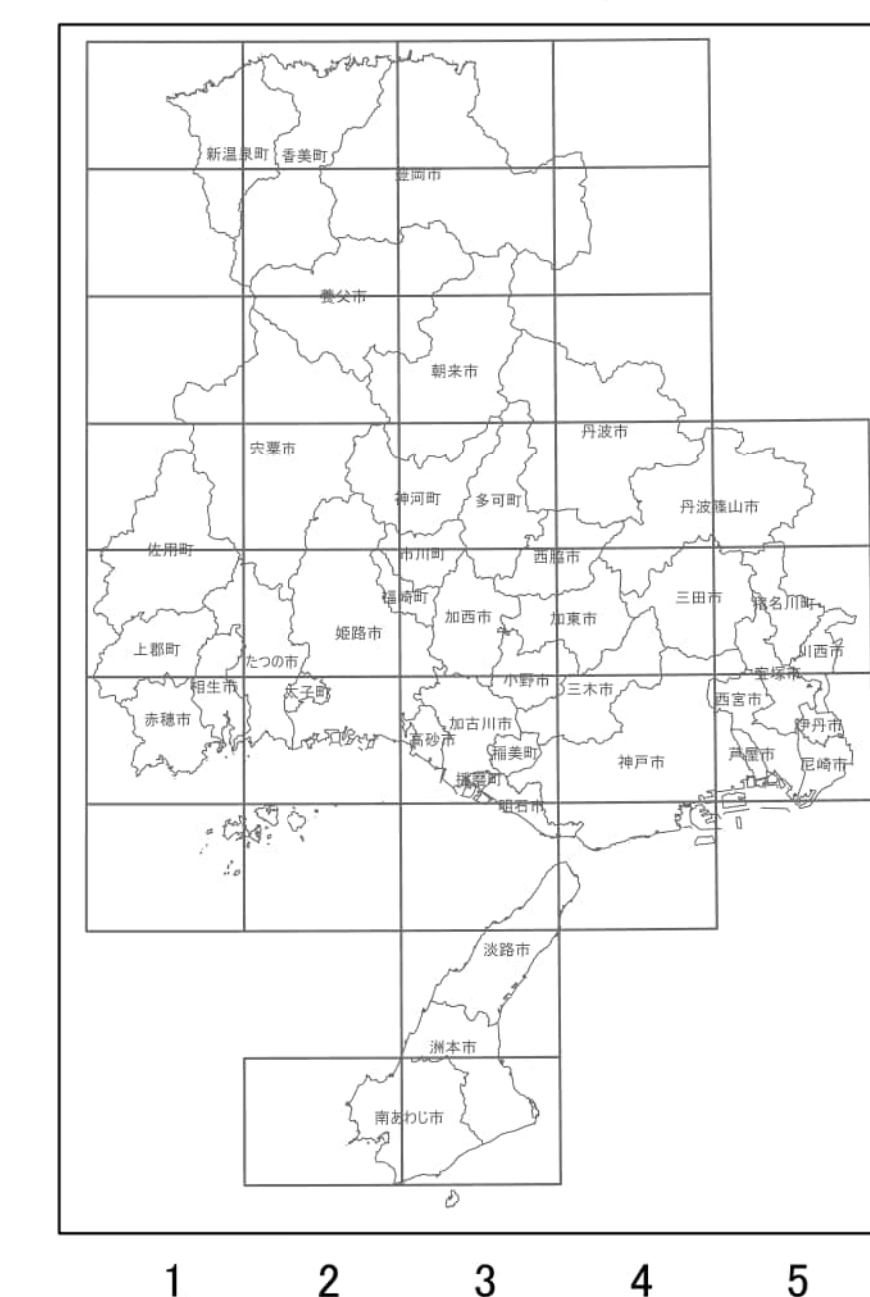 新温泉町 香美町
豊岡市
養父市
朝来市
丹波市
宍粟市
神河町 多可町
丹波篠山市
佐用町 市川町 西脇市
福崎町 加西市 加東市 三田市 猪名川町
姫路市
上郡町 たつの市 川西市
相生市 太子町 小野市 三木市 西宮市 宝塚市
赤穂市 高砂市 加古川市 伊丹市
稲美町 神戸市 芦屋市 尼崎市
播磨町
明石市
淡路市
洲本市
南あわじ市
1 2 3 4 5